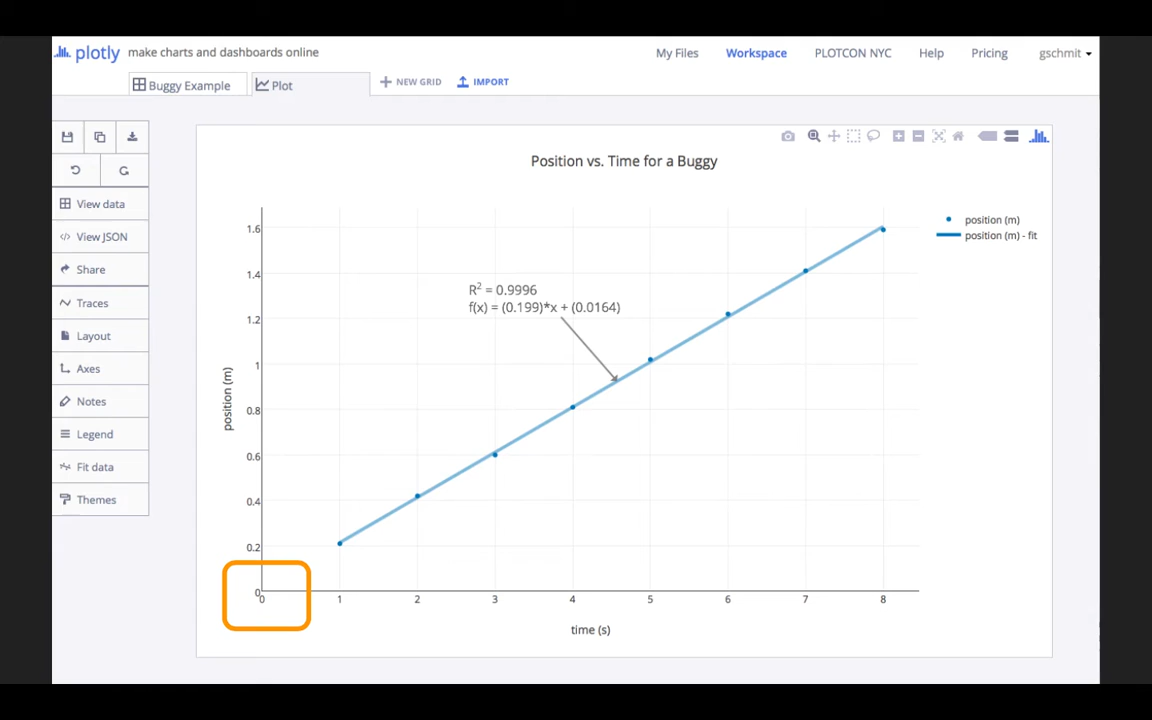 plotly make charts and dashboards online
My Files Workspace PLOTCON NYC Help Pricing gschmit
Buggy Example Plot NEW GRID IMPORT
View data
View JSON
Share
Traces
Layout
Axes
Notes
Legend
Fit data
Themes
Position vs. Time for a Buggy
position (m)
position (m) - fit
R² = 0.9996
f(x) = (0.199)*x + (0.0164)
position (m)
1.6
1.4
1.2
1
0.8
0.6
0.4
0.2
0
0 1 2 3 4 5 6 7 8
time (s)